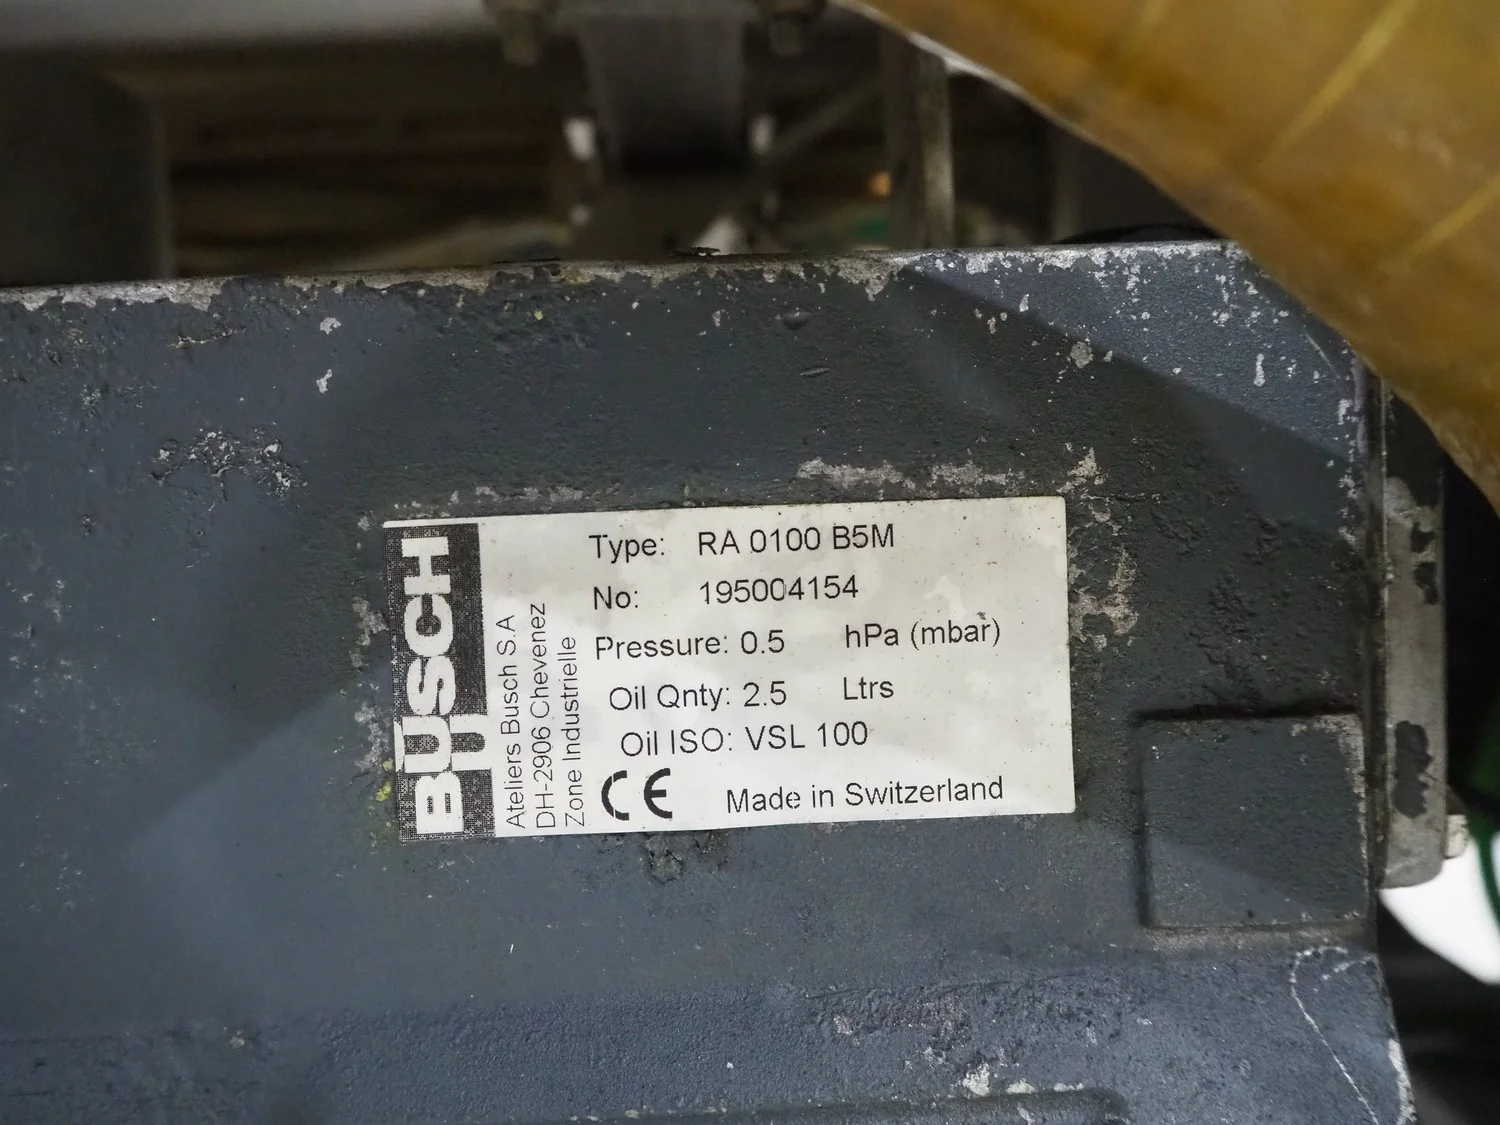 BUSCH
Ateliers Busch S.A
DH-2906 Chevenez
Zone Industrielle
Type: RA 0100 B5M
No: 195004154
Pressure: 0.5 hPa (mbar)
Oil Qnty: 2.5 Ltrs
Oil ISO: VSL 100
CE Made in Switzerland